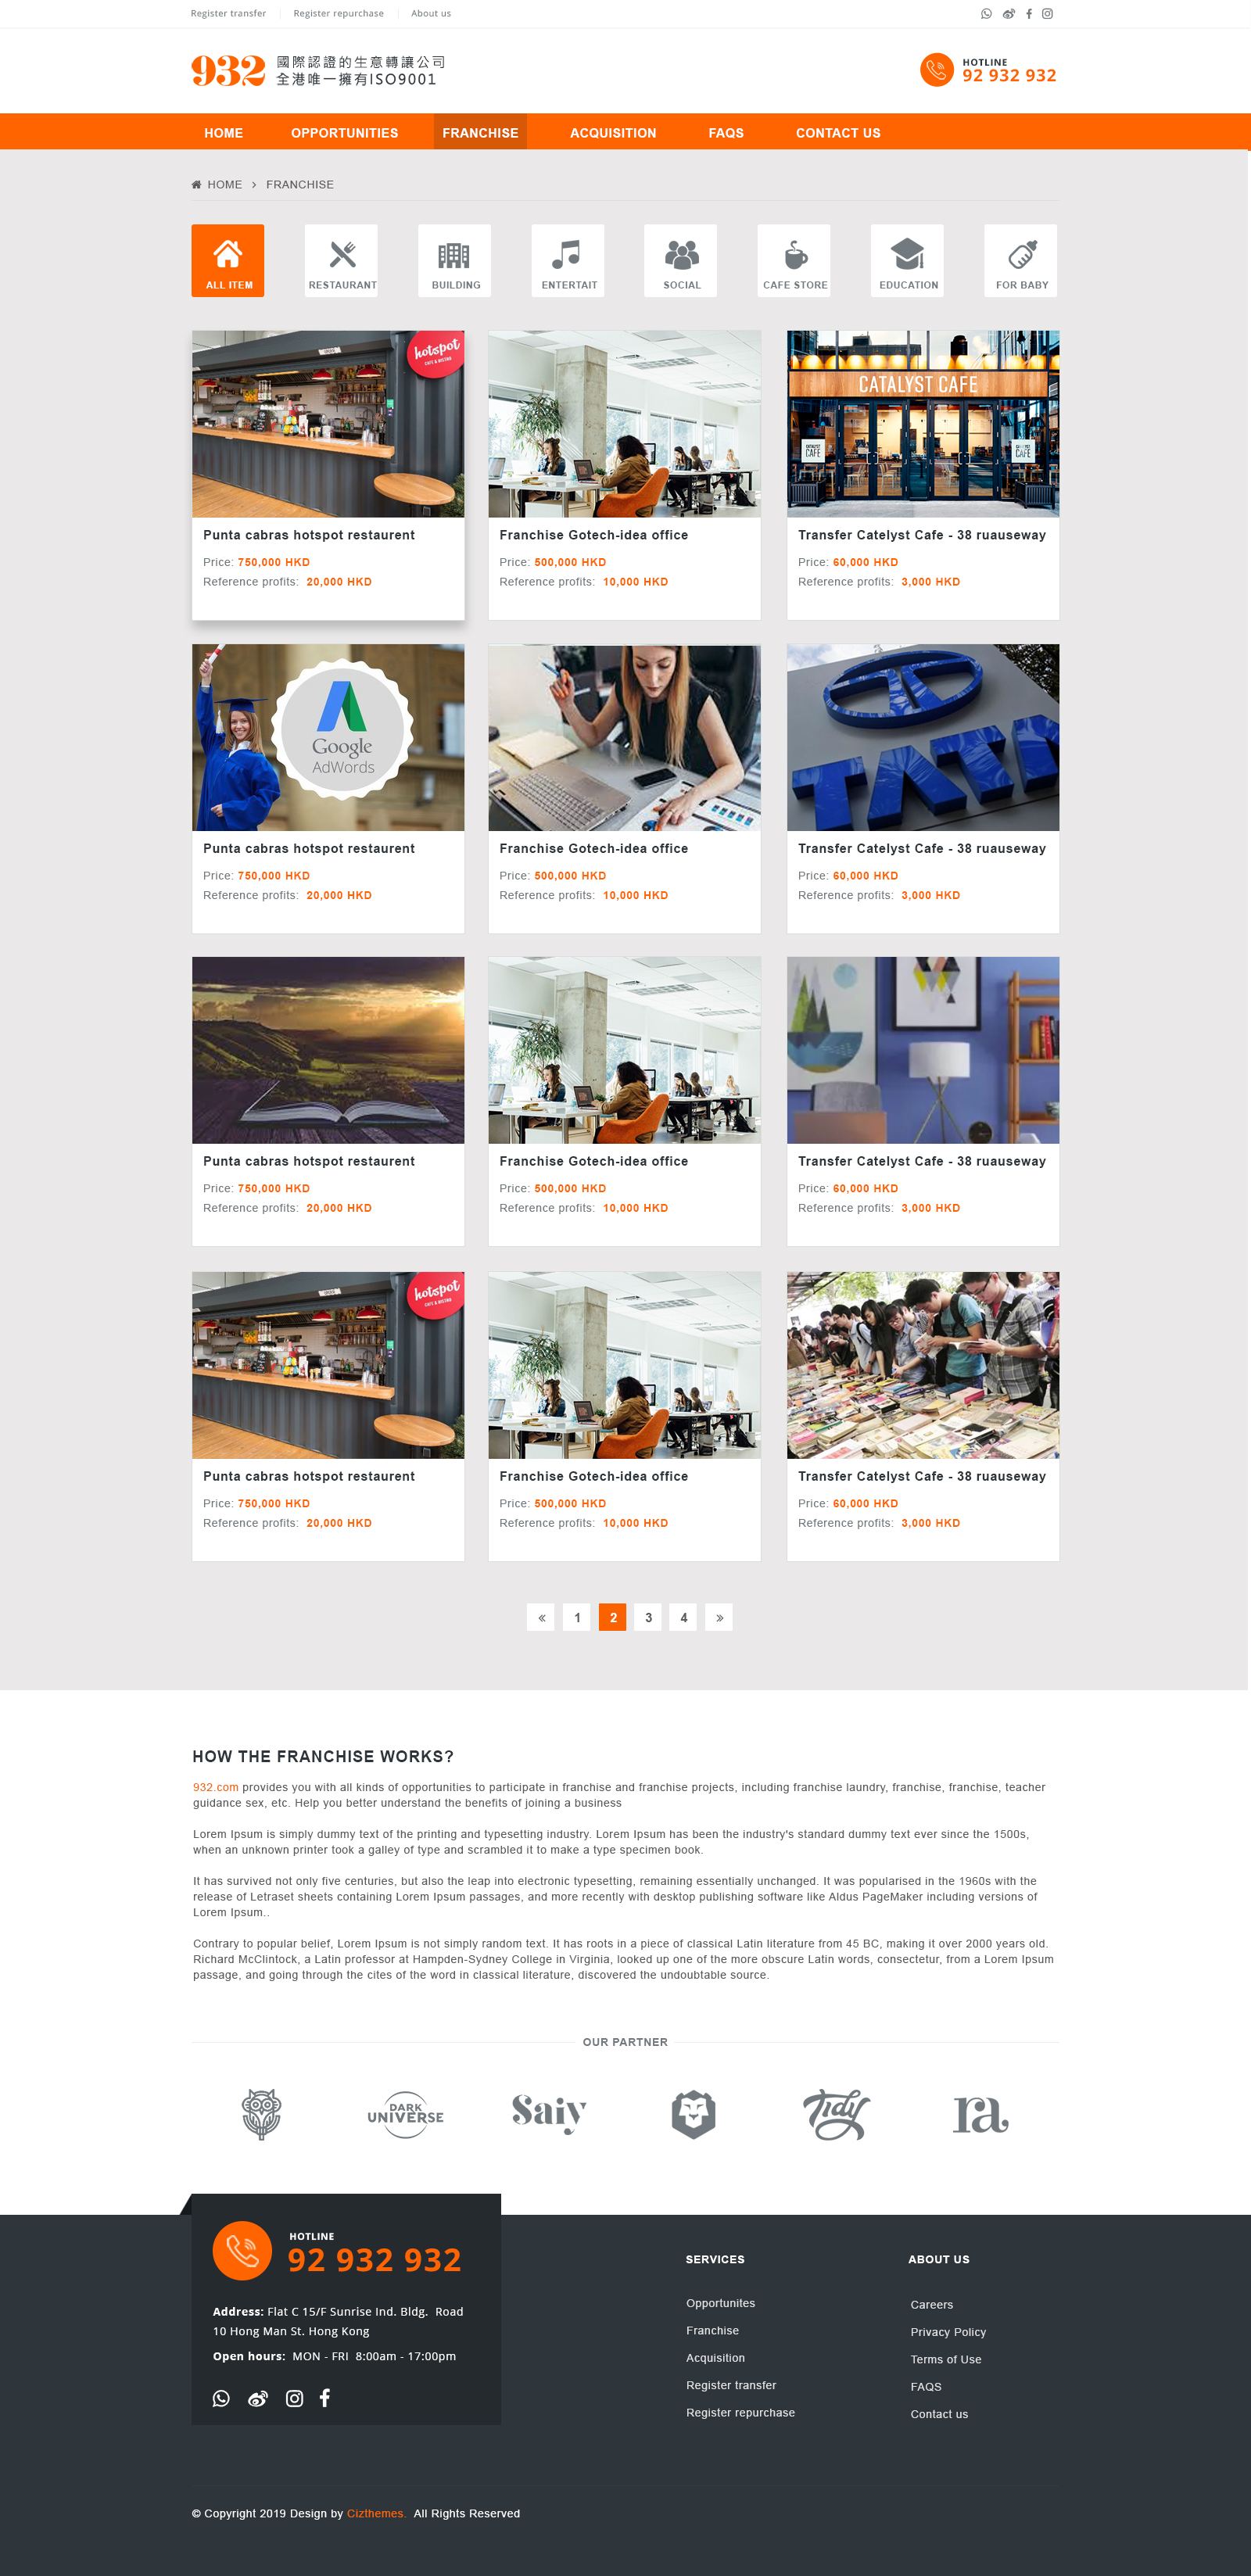 Register transfer
Register repurchase
About us
932
國際認證的生意轉讓公司
全港唯一擁有ISO9001
HOTLINE
92 932 932
HOME
OPPORTUNITIES
FRANCHISE
ACQUISITION
FAQS
CONTACT US
HOME > FRANCHISE
ALL ITEM
RESTAURANT
BUILDING
ENTERTAIT
SOCIAL
CAFE STORE
EDUCATION
FOR BABY
hotspot
CAFE & BISTRO
CATALYST CAFE
CATALYST
CAFE
CATALYST
CAFE
Punta cabras hotspot restaurent
Price: 750,000 HKD
Reference profits: 20,000 HKD
Franchise Gotech-idea office
Price: 500,000 HKD
Reference profits: 10,000 HKD
Transfer Catelyst Cafe - 38 ruauseway
Price: 60,000 HKD
Reference profits: 3,000 HKD
Google
AdWords
TATA
Punta cabras hotspot restaurent
Price: 750,000 HKD
Reference profits: 20,000 HKD
Franchise Gotech-idea office
Price: 500,000 HKD
Reference profits: 10,000 HKD
Transfer Catelyst Cafe - 38 ruauseway
Price: 60,000 HKD
Reference profits: 3,000 HKD
Punta cabras hotspot restaurent
Price: 750,000 HKD
Reference profits: 20,000 HKD
Franchise Gotech-idea office
Price: 500,000 HKD
Reference profits: 10,000 HKD
Transfer Catelyst Cafe - 38 ruauseway
Price: 60,000 HKD
Reference profits: 3,000 HKD
hotspot
CAFE & BISTRO
Punta cabras hotspot restaurent
Price: 750,000 HKD
Reference profits: 20,000 HKD
Franchise Gotech-idea office
Price: 500,000 HKD
Reference profits: 10,000 HKD
Transfer Catelyst Cafe - 38 ruauseway
Price: 60,000 HKD
Reference profits: 3,000 HKD
« 1 2 3 4 »
HOW THE FRANCHISE WORKS?
932.com provides you with all kinds of opportunities to participate in franchise and franchise projects, including franchise laundry, franchise, franchise, teacher
guidance sex, etc. Help you better understand the benefits of joining a business
Lorem Ipsum is simply dummy text of the printing and typesetting industry. Lorem Ipsum has been the industry's standard dummy text ever since the 1500s,
when an unknown printer took a galley of type and scrambled it to make a type specimen book.
It has survived not only five centuries, but also the leap into electronic typesetting, remaining essentially unchanged. It was popularised in the 1960s with the
release of Letraset sheets containing Lorem Ipsum passages, and more recently with desktop publishing software like Aldus PageMaker including versions of
Lorem Ipsum..
Contrary to popular belief, Lorem Ipsum is not simply random text. It has roots in a piece of classical Latin literature from 45 BC, making it over 2000 years old.
Richard McClintock, a Latin professor at Hampden-Sydney College in Virginia, looked up one of the more obscure Latin words, consectetur, from a Lorem Ipsum
passage, and going through the cites of the word in classical literature, discovered the undoubtable source.
OUR PARTNER
DARK
UNIVERSE
Saiy
Tidy
ra
HOTLINE
92 932 932
Address: Flat C 15/F Sunrise Ind. Bldg. Road
10 Hong Man St. Hong Kong
Open hours: MON - FRI 8:00am - 17:00pm
SERVICES
Opportunites
Franchise
Acquisition
Register transfer
Register repurchase
ABOUT US
Careers
Privacy Policy
Terms of Use
FAQS
Contact us
© Copyright 2019 Design by Cizthemes. All Rights Reserved